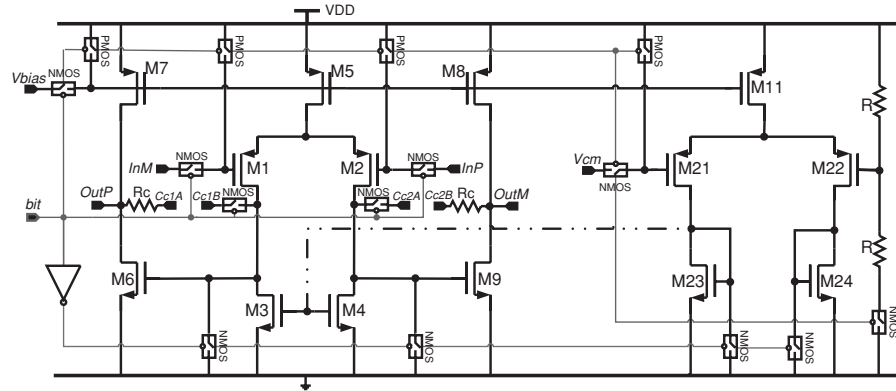 VDD
PMOS
PMOS
PMOS
PMOS
M7
M5
M8
M11
NMOS
Vbias
R
NMOS
NMOS
NMOS
InM
M1
M2
InP
Vcm
M21
M22
NMOS
OutP
Rc
Cc1A
Cc1B
NMOS
NMOS
Cc2A
Cc2B
Rc
OutM
bit
R
M6
M3
M4
M9
M23
M24
NMOS
NMOS
NMOS
NMOS
NMOS